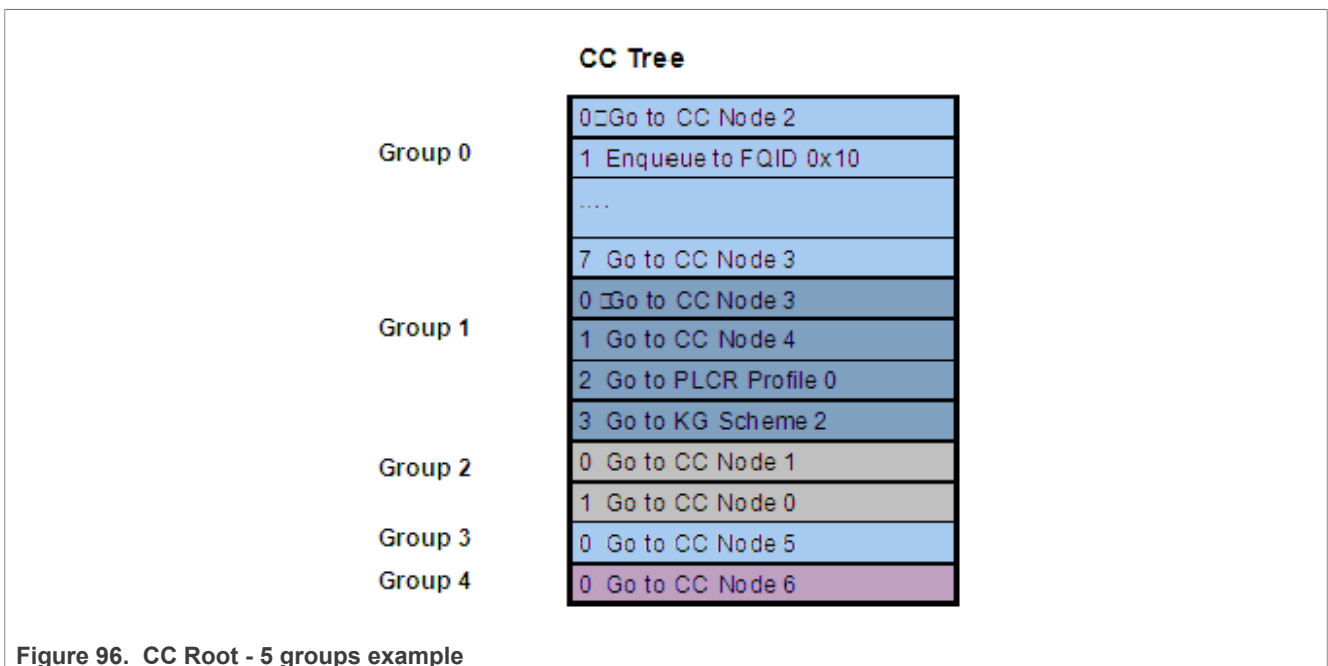 CC Tree
Group 0
0□Go to CC Node 2
1 Enqueue to FQID 0x10
....
7 Go to CC Node 3
Group 1
0 □Go to CC Node 3
1 Go to CC Node 4
2 Go to PLCR Profile 0
3 Go to KG Scheme 2
Group 2
0 Go to CC Node 1
1 Go to CC Node 0
Group 3
0 Go to CC Node 5
Group 4
0 Go to CC Node 6
Figure 96. CC Root - 5 groups example